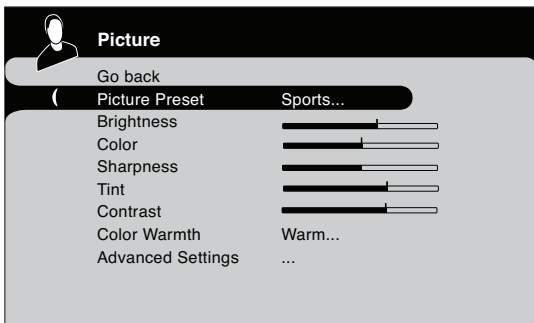 Picture
Go back
Picture Preset Sports...
Brightness
Color
Sharpness
Tint
Contrast
Color Warmth Warm...
Advanced Settings ...